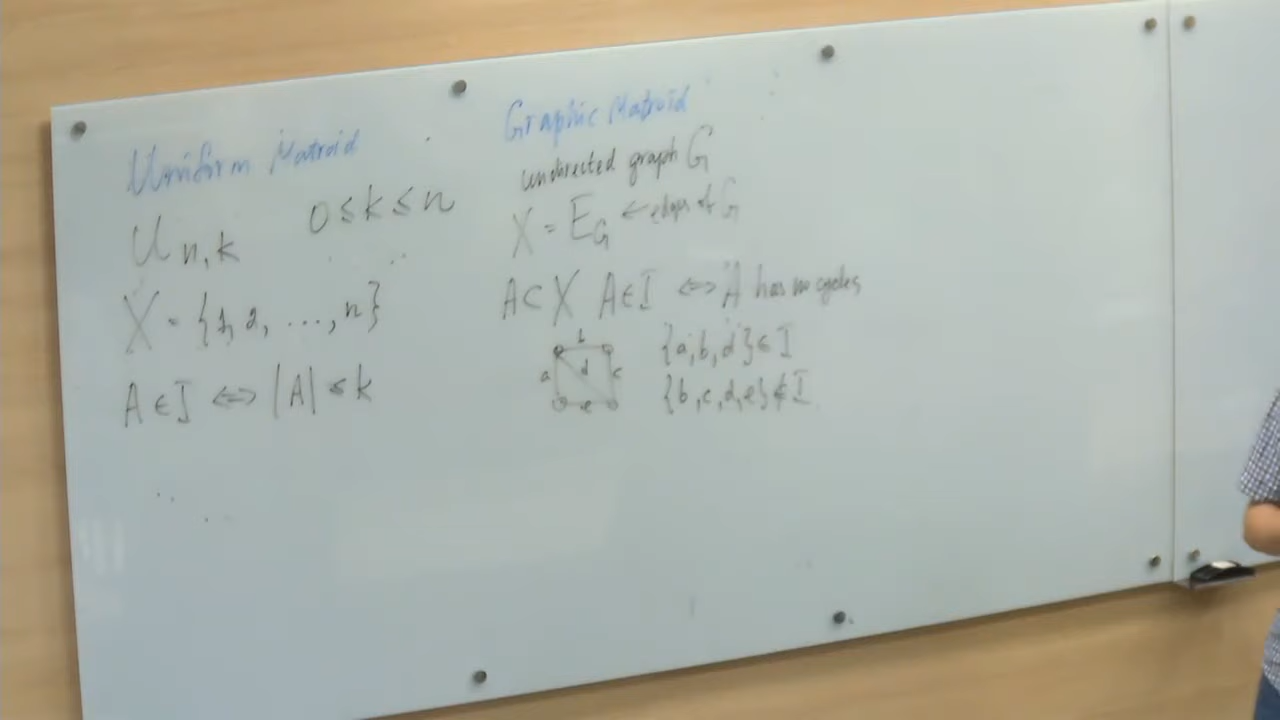 Uniform Matroid
U n,k 0 ≤ k ≤ n
X = {1, 2, ..., n}
A ∈ I ⇔ |A| ≤ k
Graphic Matroid
undirected graph G
X = E_G ← edges of G
A ⊂ X A ∈ I ⇔ A has no cycles
b
a d c
e
{a, b, d} ∈ I
{b, c, d, e} ∉ I